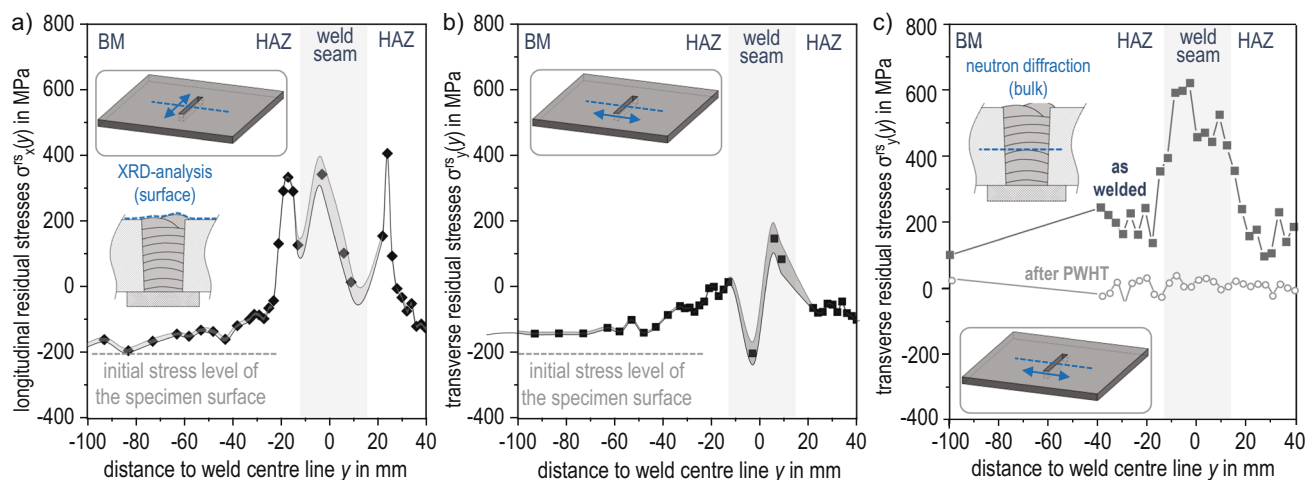 a)
800
600
400
200
0
-200
-400
longitudinal residual stresses σrsx(y) in MPa
BM
HAZ
weld
seam
HAZ
XRD-analysis
(surface)
initial stress level of
the specimen surface
-100 -80 -60 -40 -20 0 20 40
distance to weld centre line y in mm
b)
800
600
400
200
0
-200
-400
transverse residual stresses σrsy(y) in MPa
BM
HAZ
weld
seam
HAZ
initial stress level of
the specimen surface
-100 -80 -60 -40 -20 0 20 40
distance to weld centre line y in mm
c)
800
600
400
200
0
-200
-400
transverse residual stresses σrsy(y) in MPa
BM
HAZ
weld
seam
HAZ
neutron diffraction
(bulk)
as
welded
after PWHT
-100 -80 -60 -40 -20 0 20 40
distance to weld centre line y in mm